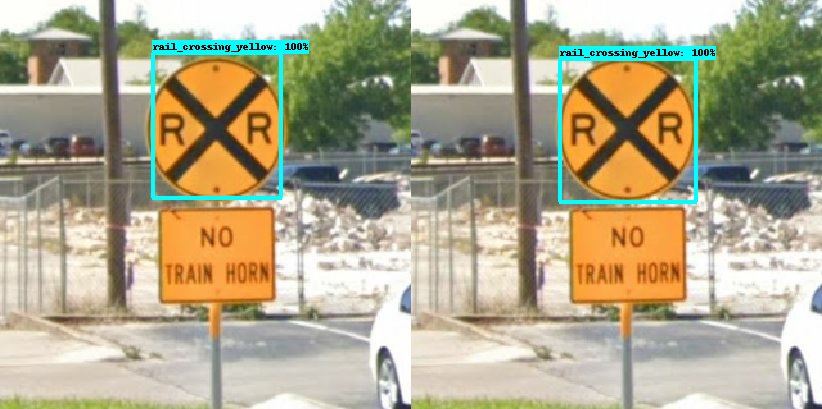 rail_crossing_yellow: 100%
R R
NO
TRAIN HORN
rail_crossing_yellow: 100%
R R
NO
TRAIN HORN